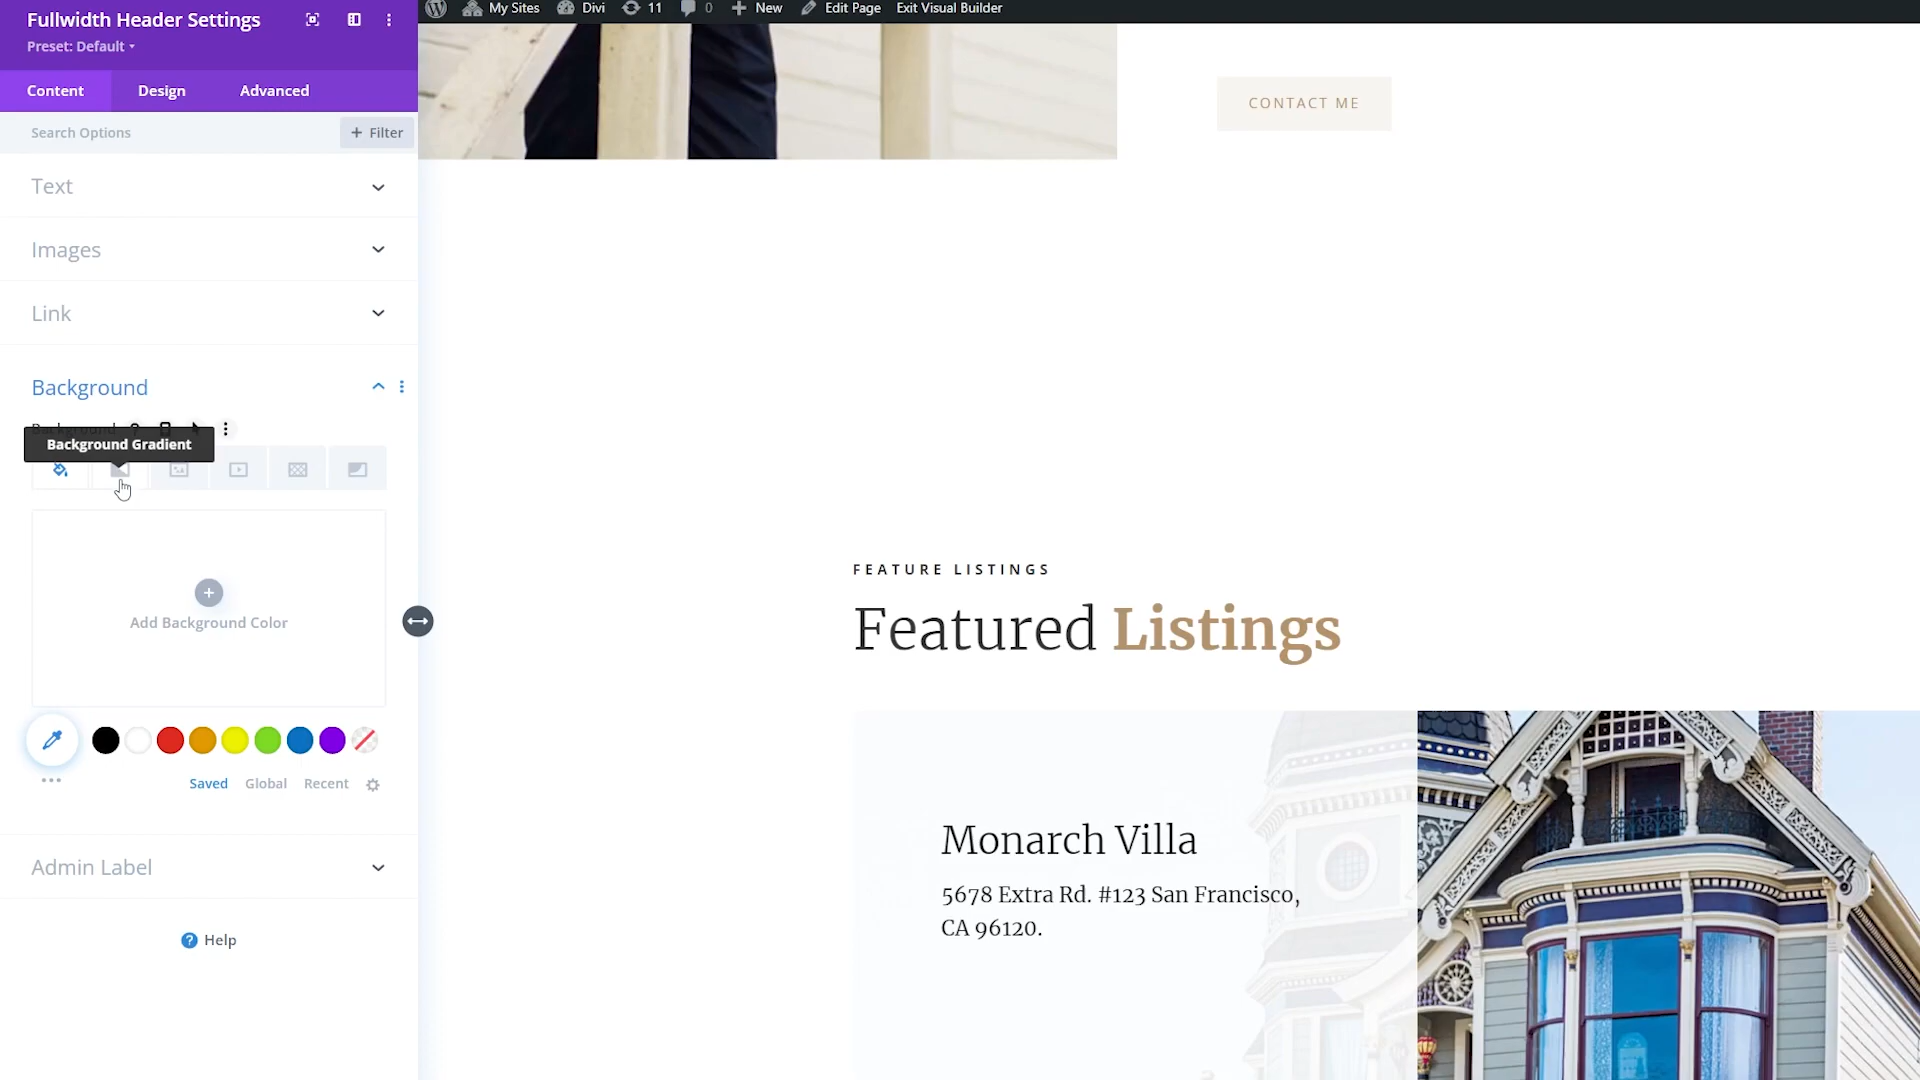 Fullwidth Header Settings
Preset: Default
Content Design Advanced
Search Options
+ Filter
Text
Images
Link
Background
Background Gradient
Add Background Color
Saved Global Recent
Admin Label
Help
My Sites Divi 11 0 New Edit Page Exit Visual Builder
CONTACT ME
FEATURE LISTINGS
Featured Listings
Monarch Villa
5678 Extra Rd. #123 San Francisco,
CA 96120.